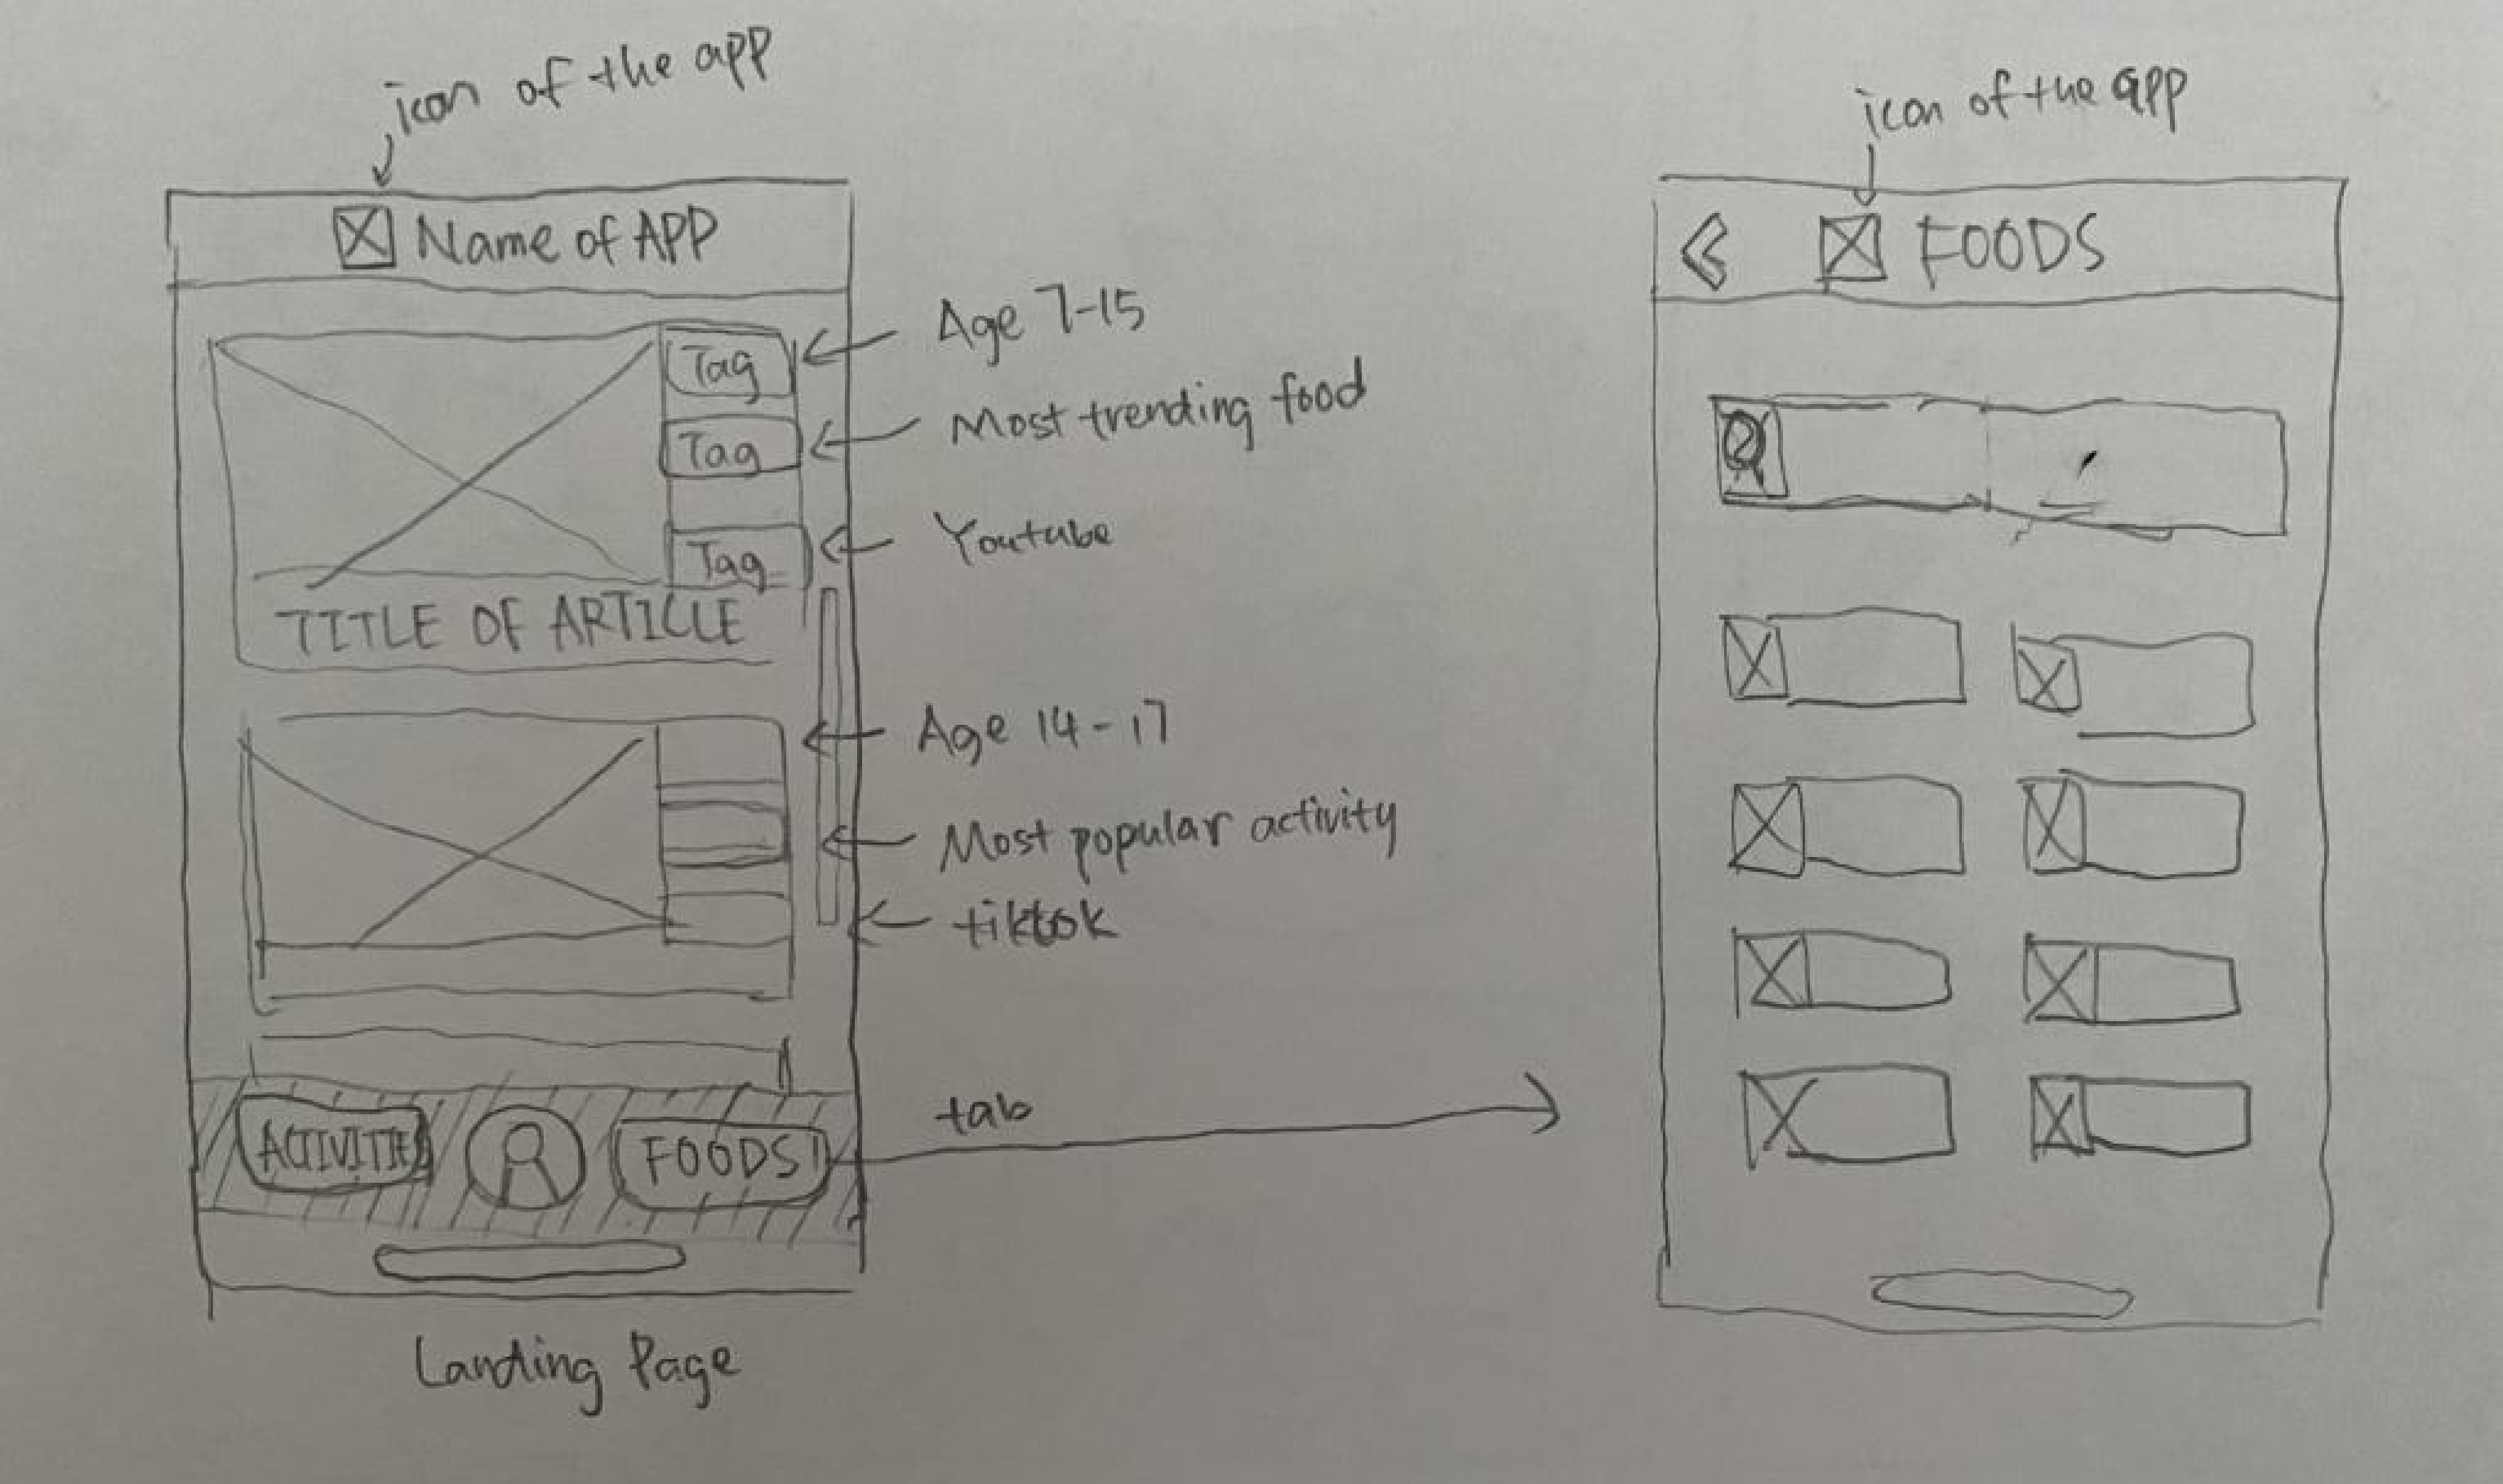 icon of the app
Name of APP
Tag
Age 7-15
Tag
Most trending food
Tag
Youtube
TITLE OF ARTICLE
Age 14-17
Most popular activity
tiktok
ACTIVITIE
FOODS
tab
Landing Page
icon of the app
FOODS